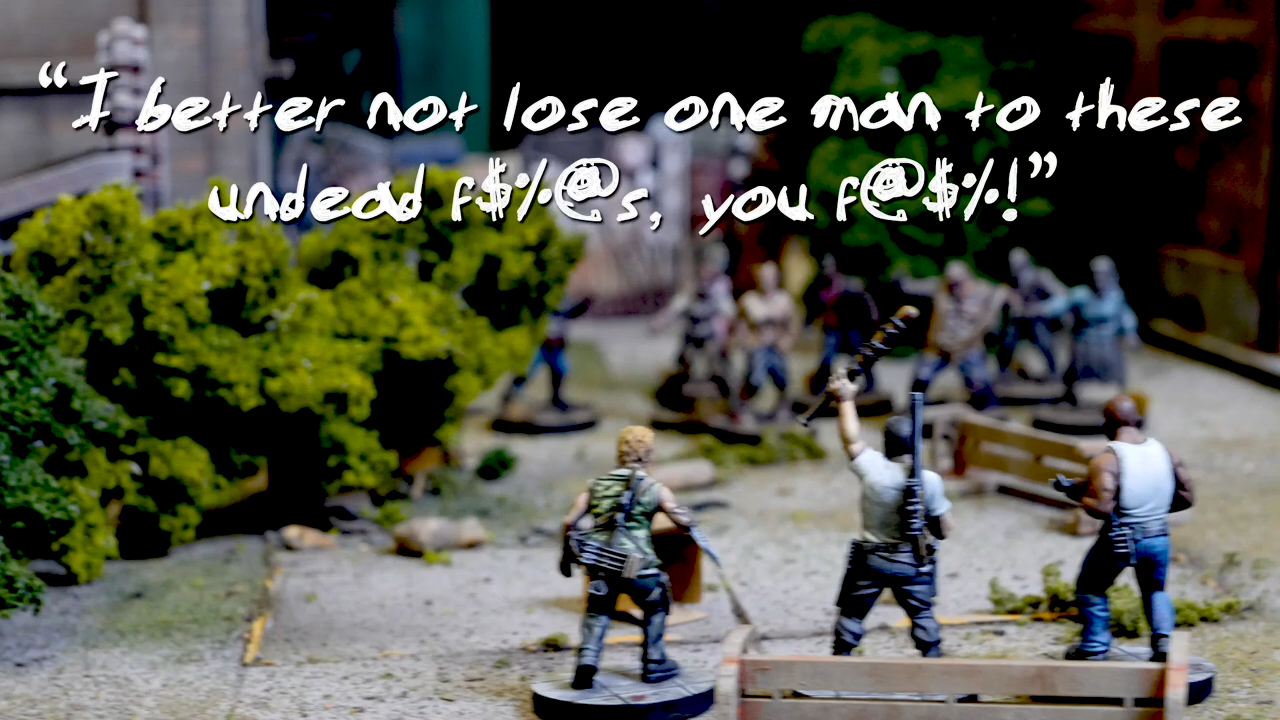 “I better not lose one man to these
undead f$%@s, you f@$%!”